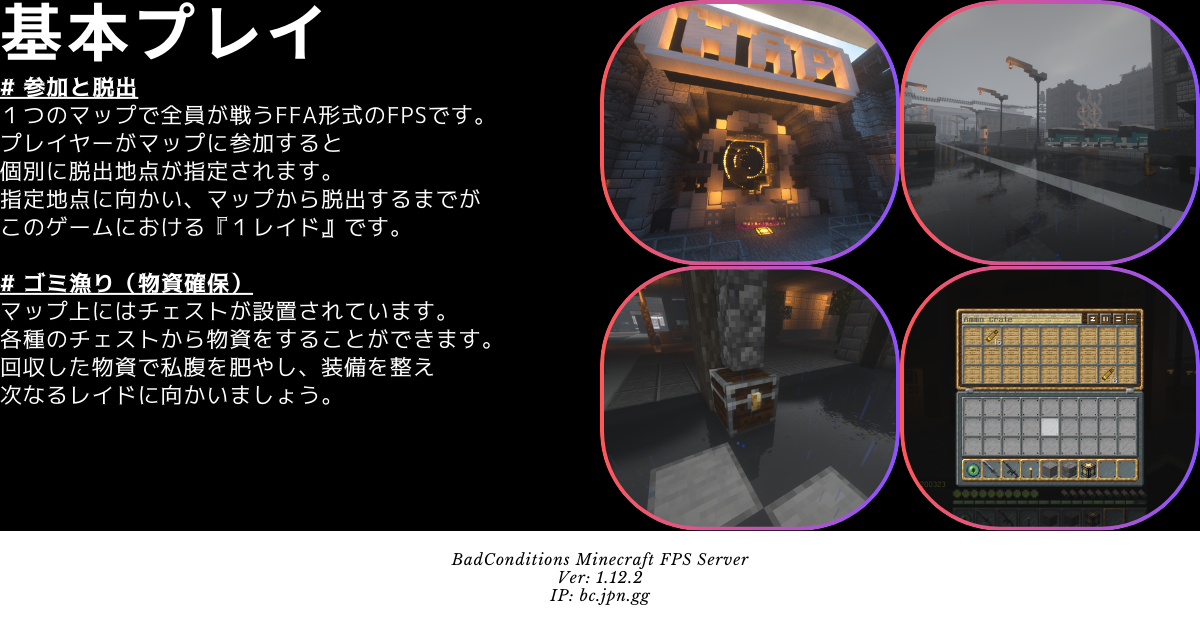 基本プレイ
# 参加と脱出
１つのマップで全員が戦うFFA形式のFPSです。
プレイヤーがマップに参加すると
個別に脱出地点が指定されます。
指定地点に向かい、マップから脱出するまでが
このゲームにおける『１レイド』です。
# ゴミ漁り（物資確保）
マップ上にはチェストが設置されています。
各種のチェストから物資をすることができます。
回収した物資で私腹を肥やし、装備を整え
次なるレイドに向かいましょう。
MAP
Ammo crate
BadConditions Minecraft FPS Server
Ver: 1.12.2
IP: bc.jpn.gg